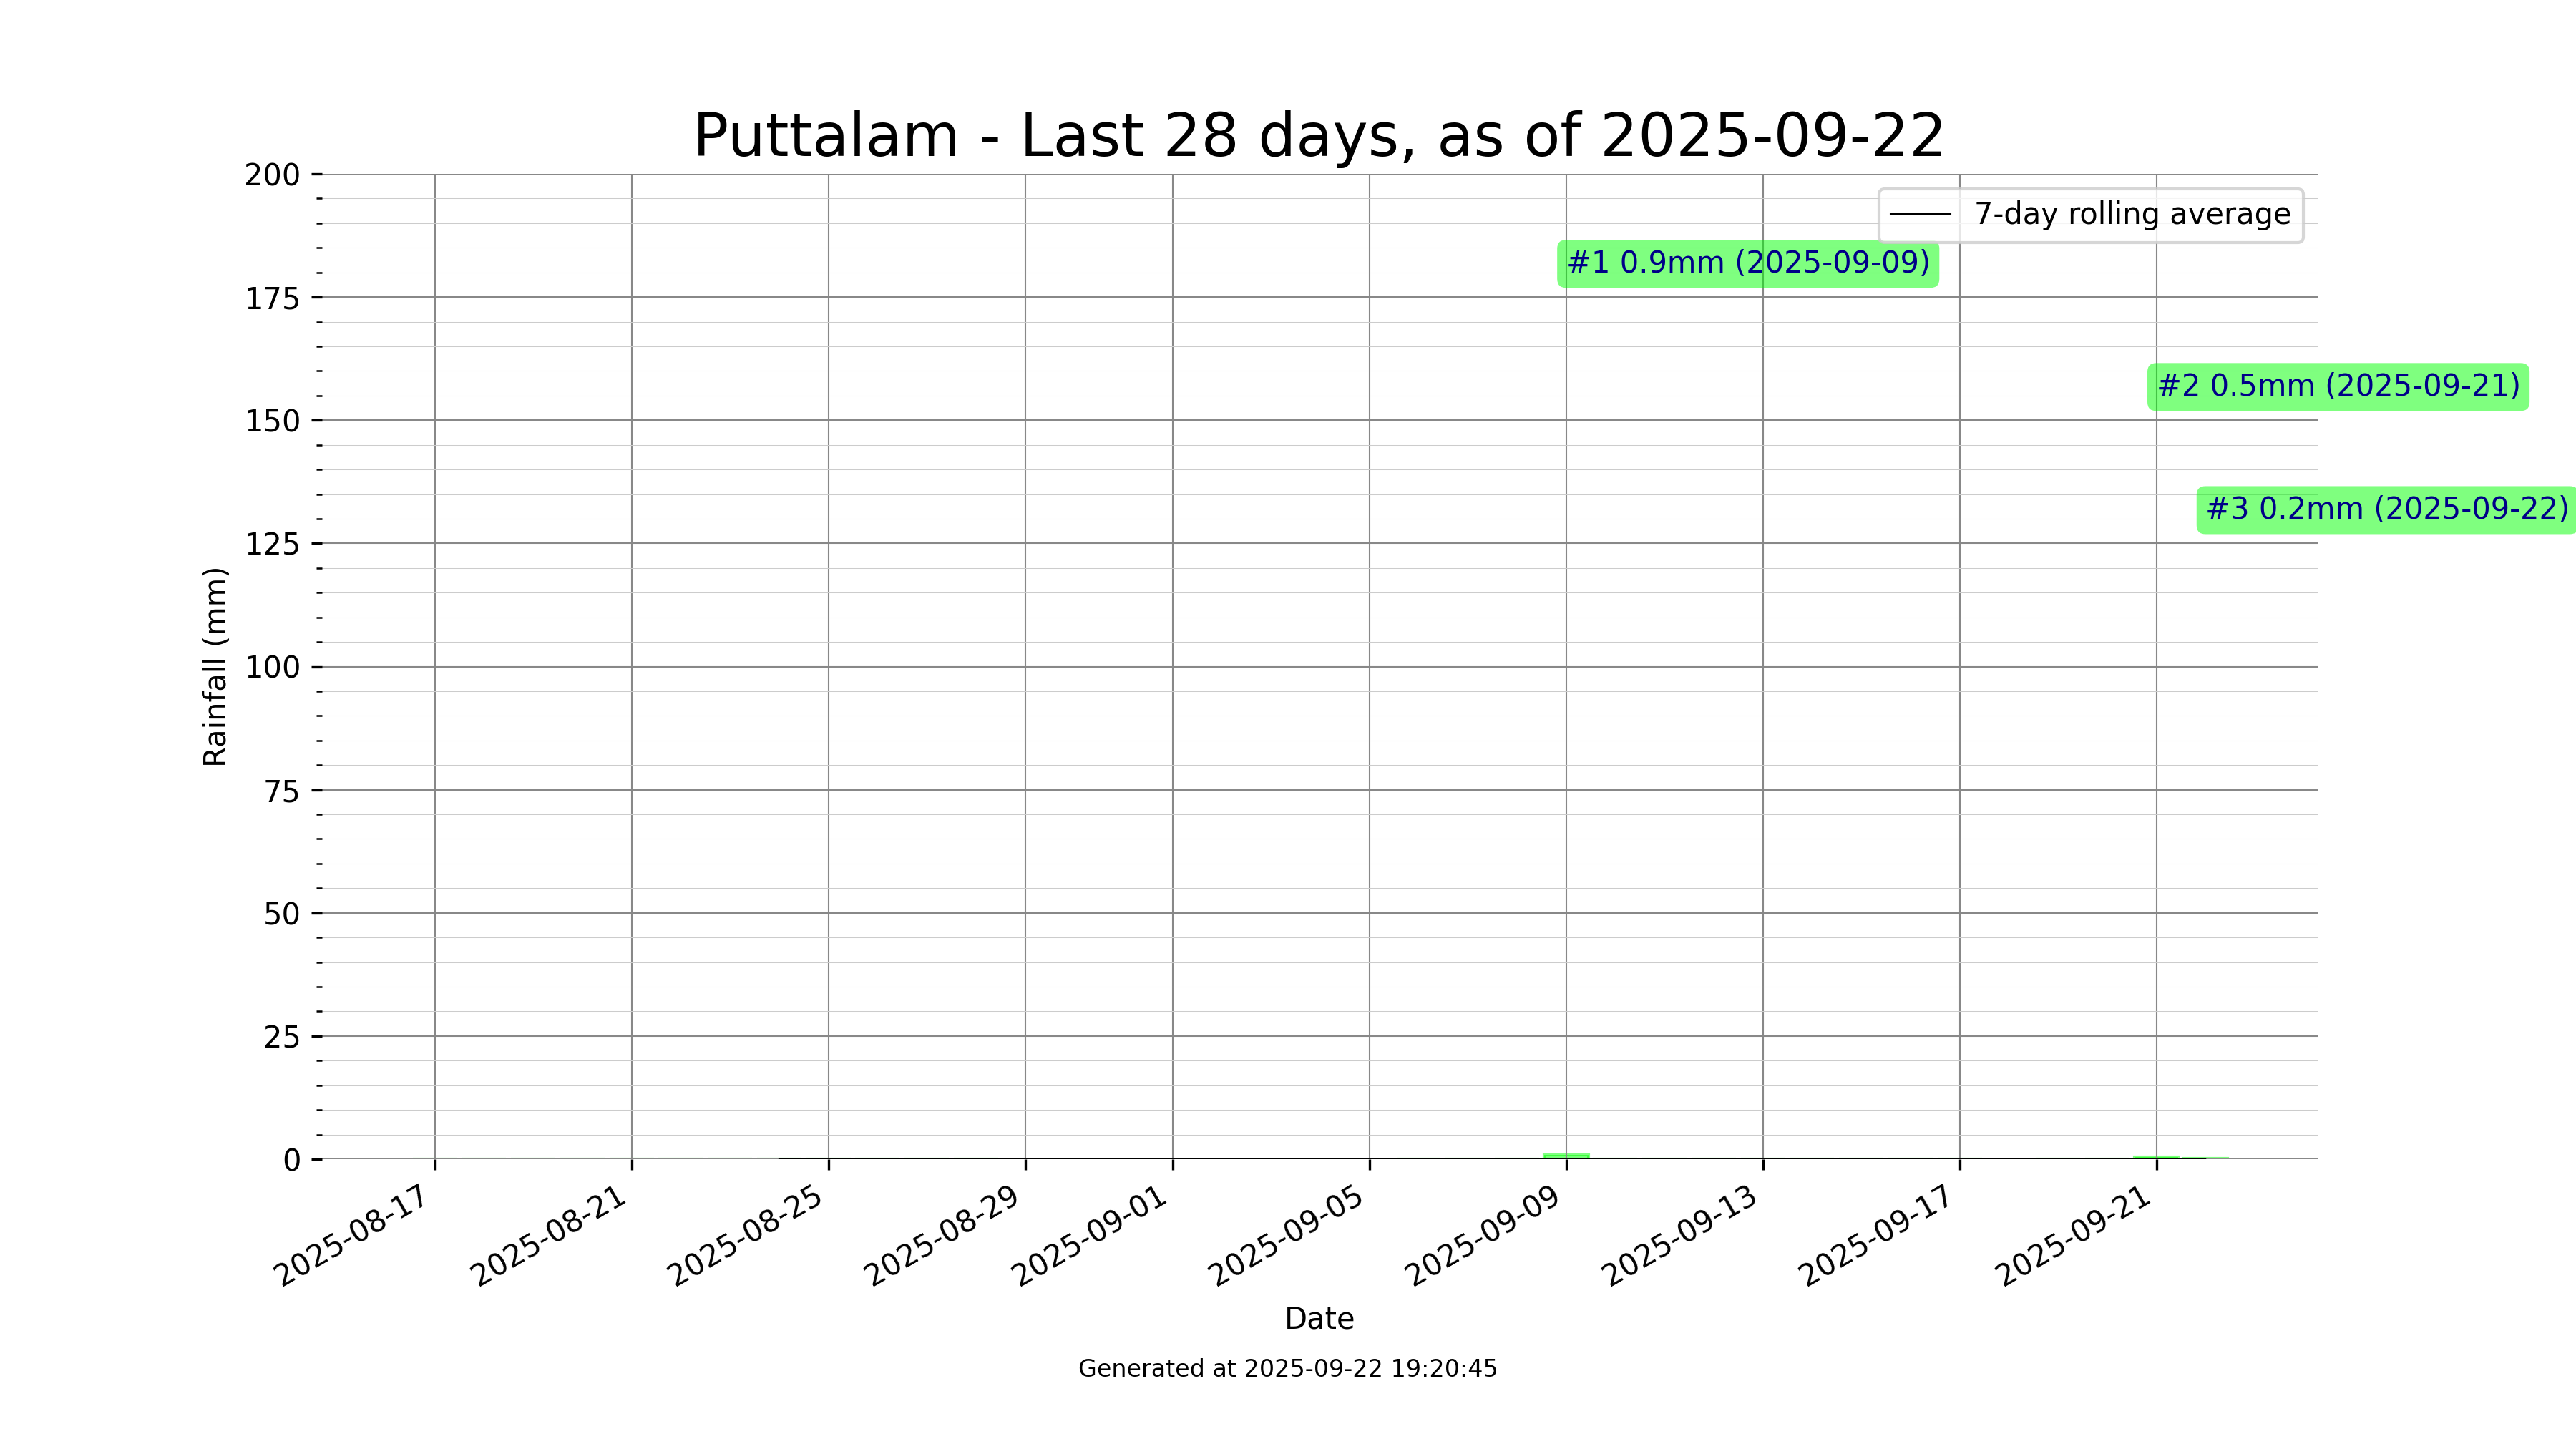 Puttalam - Last 28 days, as of 2025-09-22
200
175
150
125
100
75
50
25
0
Rainfall (mm)
7-day rolling average
#1 0.9mm (2025-09-09)
#2 0.5mm (2025-09-21)
#3 0.2mm (2025-09-22)
2025-08-17
2025-08-21
2025-08-25
2025-08-29
2025-09-01
2025-09-05
2025-09-09
2025-09-13
2025-09-17
2025-09-21
Date
Generated at 2025-09-22 19:20:45